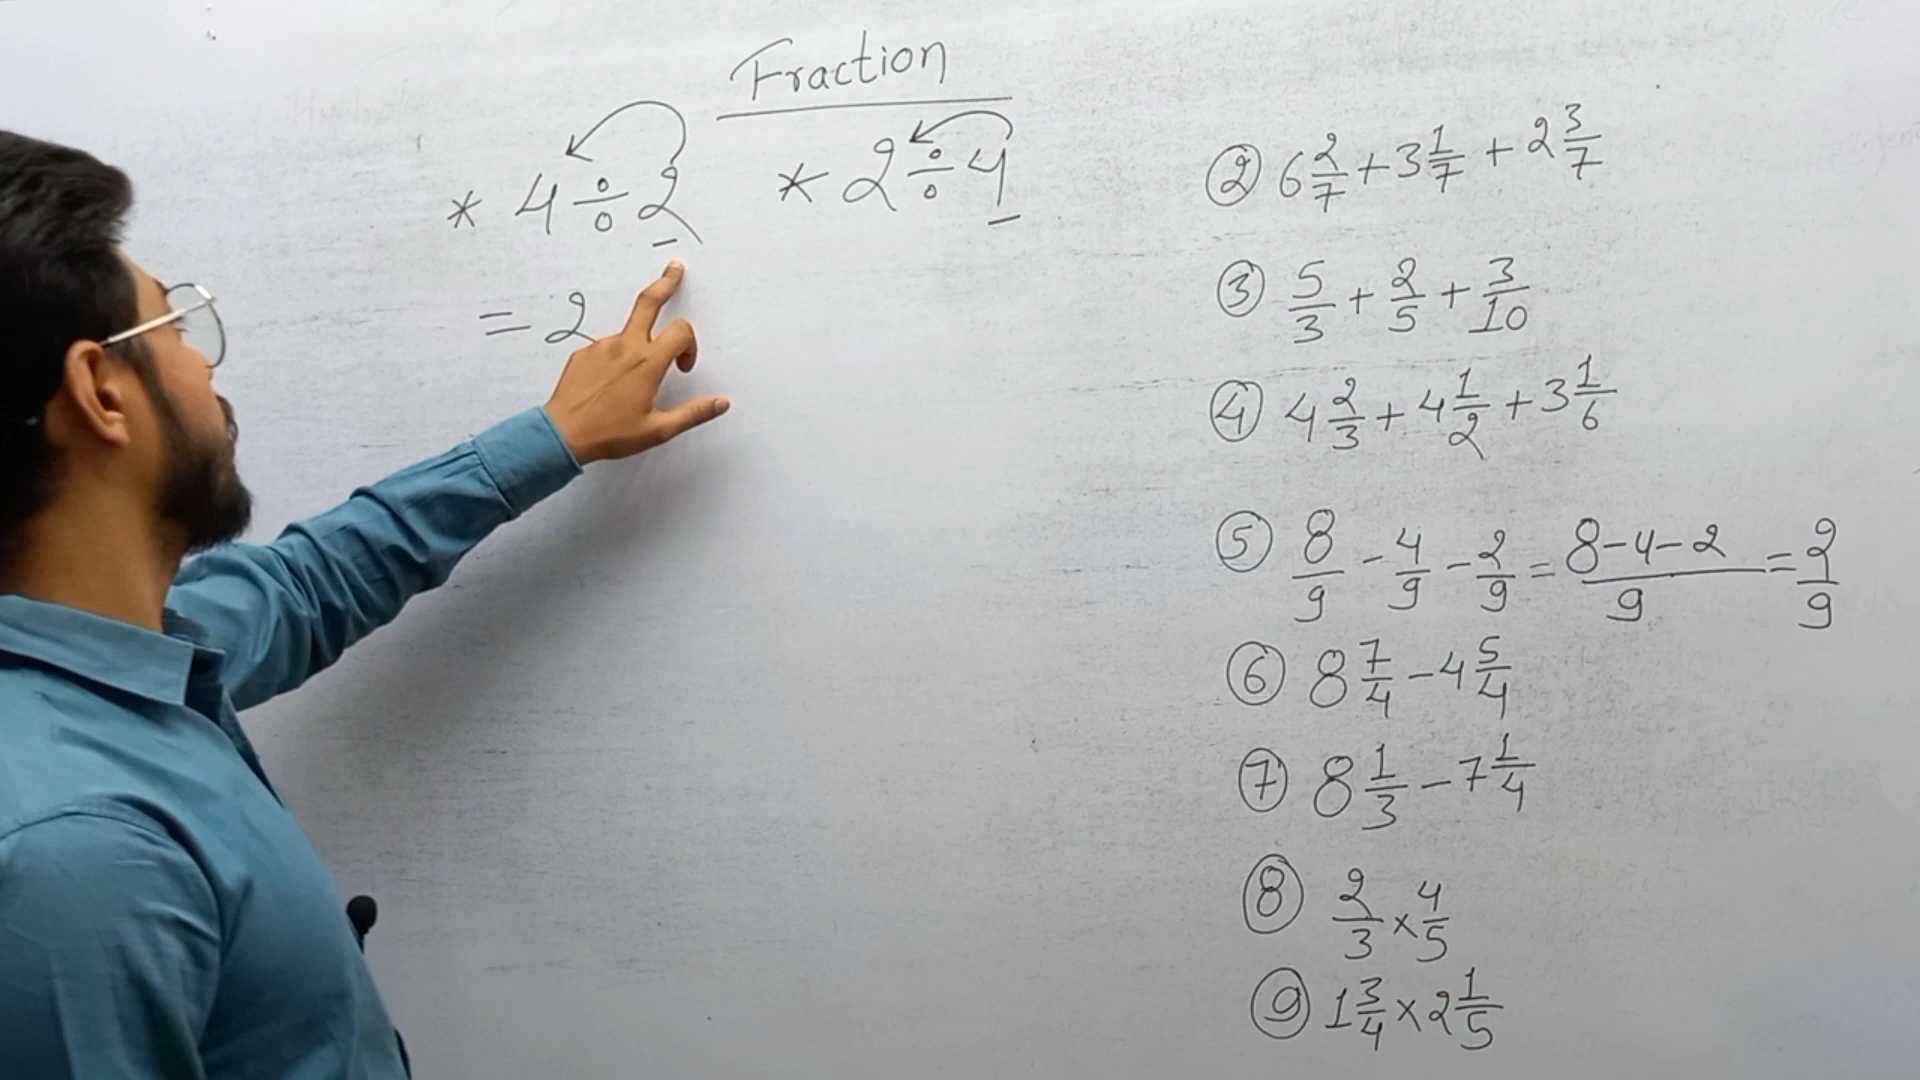 Fraction
* 4 ÷ 2
= 2
* 2 ÷ 4
② 6 2/7 + 3 1/7 + 2 3/7
③ 5/3 + 2/5 + 3/10
④ 4 2/3 + 4 1/2 + 3 1/6
⑤ 8/9 - 4/9 - 2/9 = 8-4-2/9 = 2/9
⑥ 8 7/4 - 4 5/4
⑦ 8 1/3 - 7 1/4
⑧ 2/3 × 4/5
⑨ 1 3/4 × 2 1/5